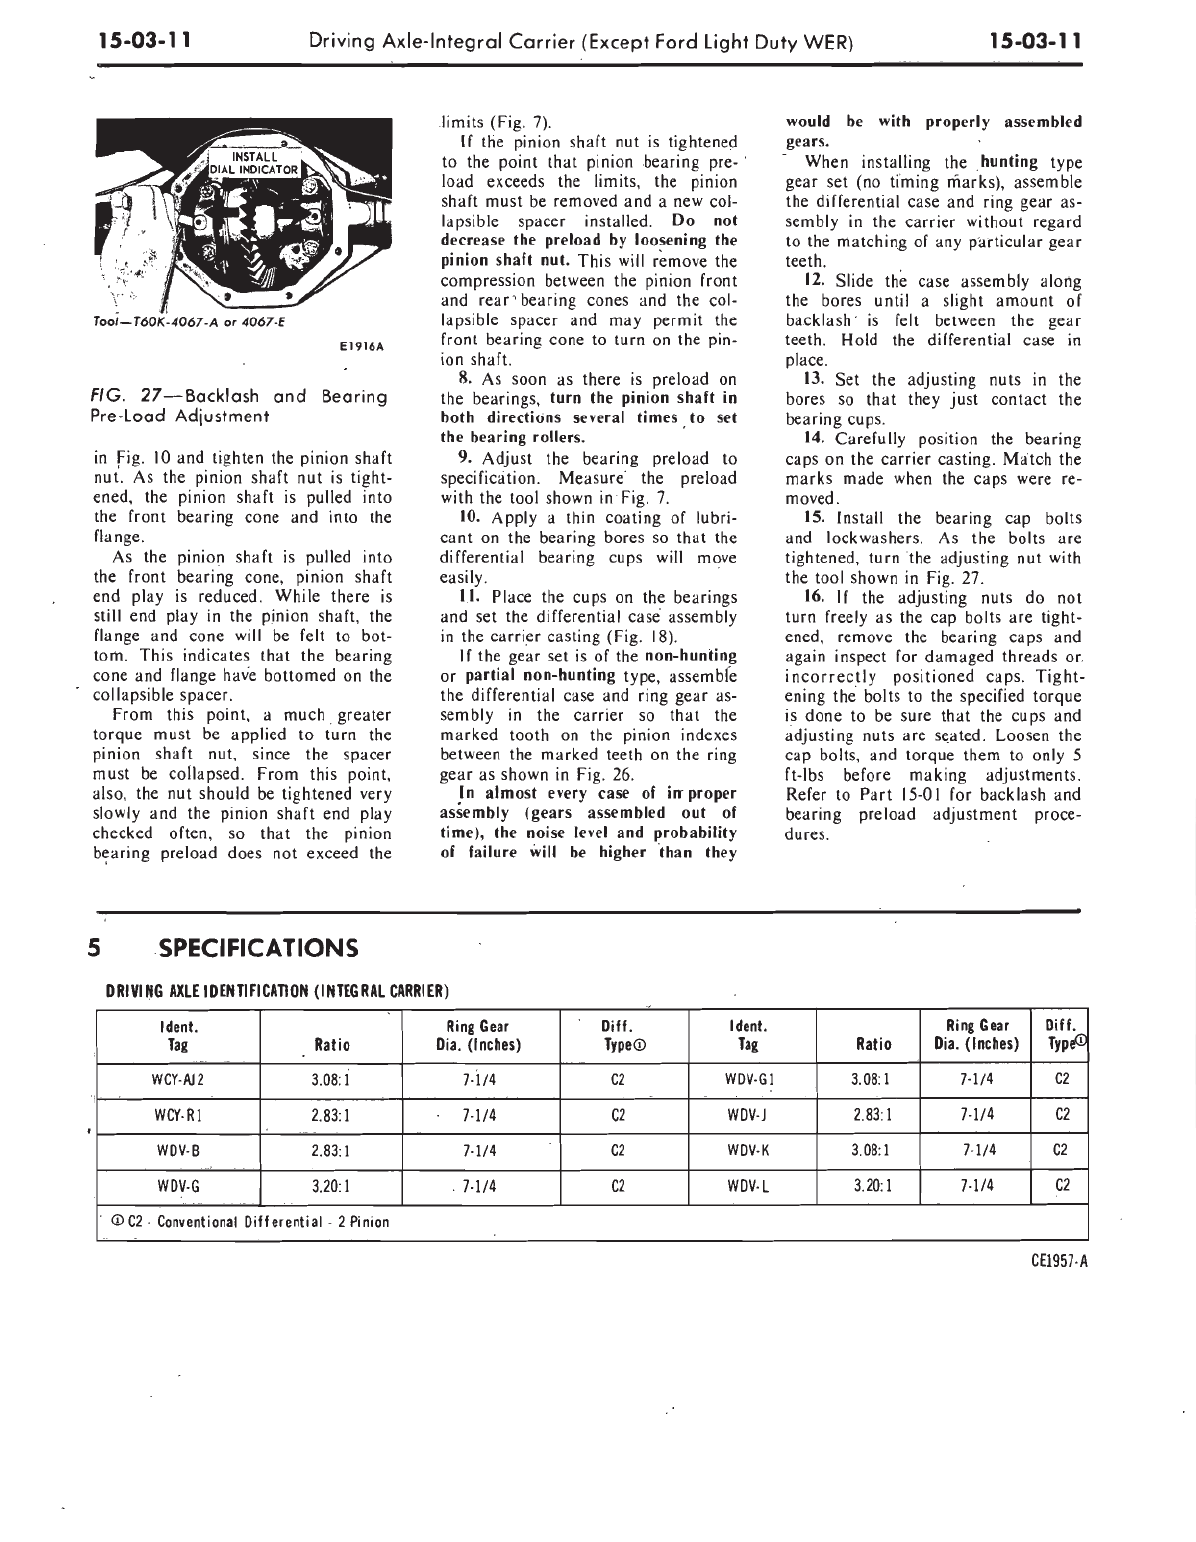 15-03-11 Driving Axle-Integral Carrier (Except Ford Light Duty WER) 15-03-11
INSTALL
DIAL INDICATOR
Tool—T60K-4067-A or 4067-E
E1916A
FIG. 27—Backlash and Bearing
Pre-Load Adjustment
in Fig. 10 and tighten the pinion shaft
nut. As the pinion shaft nut is tight-
ened, the pinion shaft is pulled into
the front bearing cone and into the
flange.
As the pinion shaft is pulled into
the front bearing cone, pinion shaft
end play is reduced. While there is
still end play in the pinion shaft, the
flange and cone will be felt to bot-
tom. This indicates that the bearing
cone and flange have bottomed on the
collapsible spacer.
From this point, a much greater
torque must be applied to turn the
pinion shaft nut, since the spacer
must be collapsed. From this point,
also, the nut should be tightened very
slowly and the pinion shaft end play
checked often, so that the pinion
bearing preload does not exceed the
limits (Fig. 7).
If the pinion shaft nut is tightened
to the point that pinion bearing pre-
load exceeds the limits, the pinion
shaft must be removed and a new col-
lapsible spacer installed. Do not
decrease the preload by loosening the
pinion shaft nut. This will remove the
compression between the pinion front
and rear bearing cones and the col-
lapsible spacer and may permit the
front bearing cone to turn on the pin-
ion shaft.
8. As soon as there is preload on
the bearings, turn the pinion shaft in
both directions several times to set
the bearing rollers.
9. Adjust the bearing preload to
specification. Measure the preload
with the tool shown in Fig. 7.
10. Apply a thin coating of lubri-
cant on the bearing bores so that the
differential bearing cups will move
easily.
11. Place the cups on the bearings
and set the differential case assembly
in the carrier casting (Fig. 18).
If the gear set is of the non-hunting
or partial non-hunting type, assemble
the differential case and ring gear as-
sembly in the carrier so that the
marked tooth on the pinion indexes
between the marked teeth on the ring
gear as shown in Fig. 26.
In almost every case of improper
assembly (gears assembled out of
time), the noise level and probability
of failure will be higher than they
would be with properly assembled
gears.
When installing the hunting type
gear set (no timing marks), assemble
the differential case and ring gear as-
sembly in the carrier without regard
to the matching of any particular gear
teeth.
12. Slide the case assembly along
the bores until a slight amount of
backlash is felt between the gear
teeth. Hold the differential case in
place.
13. Set the adjusting nuts in the
bores so that they just contact the
bearing cups.
14. Carefully position the bearing
caps on the carrier casting. Match the
marks made when the caps were re-
moved.
15. Install the bearing cap bolts
and lockwashers. As the bolts are
tightened, turn the adjusting nut with
the tool shown in Fig. 27.
16. If the adjusting nuts do not
turn freely as the cap bolts are tight-
ened, remove the bearing caps and
again inspect for damaged threads or
incorrectly positioned caps. Tight-
ening the bolts to the specified torque
is done to be sure that the cups and
adjusting nuts are seated. Loosen the
cap bolts, and torque them to only 5
ft-lbs before making adjustments.
Refer to Part 15-01 for backlash and
bearing preload adjustment proce-
dures.
5 SPECIFICATIONS
DRIVING AXLE IDENTIFICATION (INTEGRAL CARRIER)
Ident. Ring Gear Diff. Ident. Ring Gear Diff.
Tag Ratio Dia. (Inches) Type① Tag Ratio Dia. (Inches) Type①
WCY-AJ2 3.08:1 7-1/4 C2 WDV-G1 3.08:1 7-1/4 C2
WCY-R1 2.83:1 7-1/4 C2 WDV-J 2.83:1 7-1/4 C2
WDV-B 2.83:1 7-1/4 C2 WDV-K 3.08:1 7-1/4 C2
WDV-G 3.20:1 7-1/4 C2 WDV-L 3.20:1 7-1/4 C2
① C2 - Conventional Differential - 2 Pinion
CE1957-A